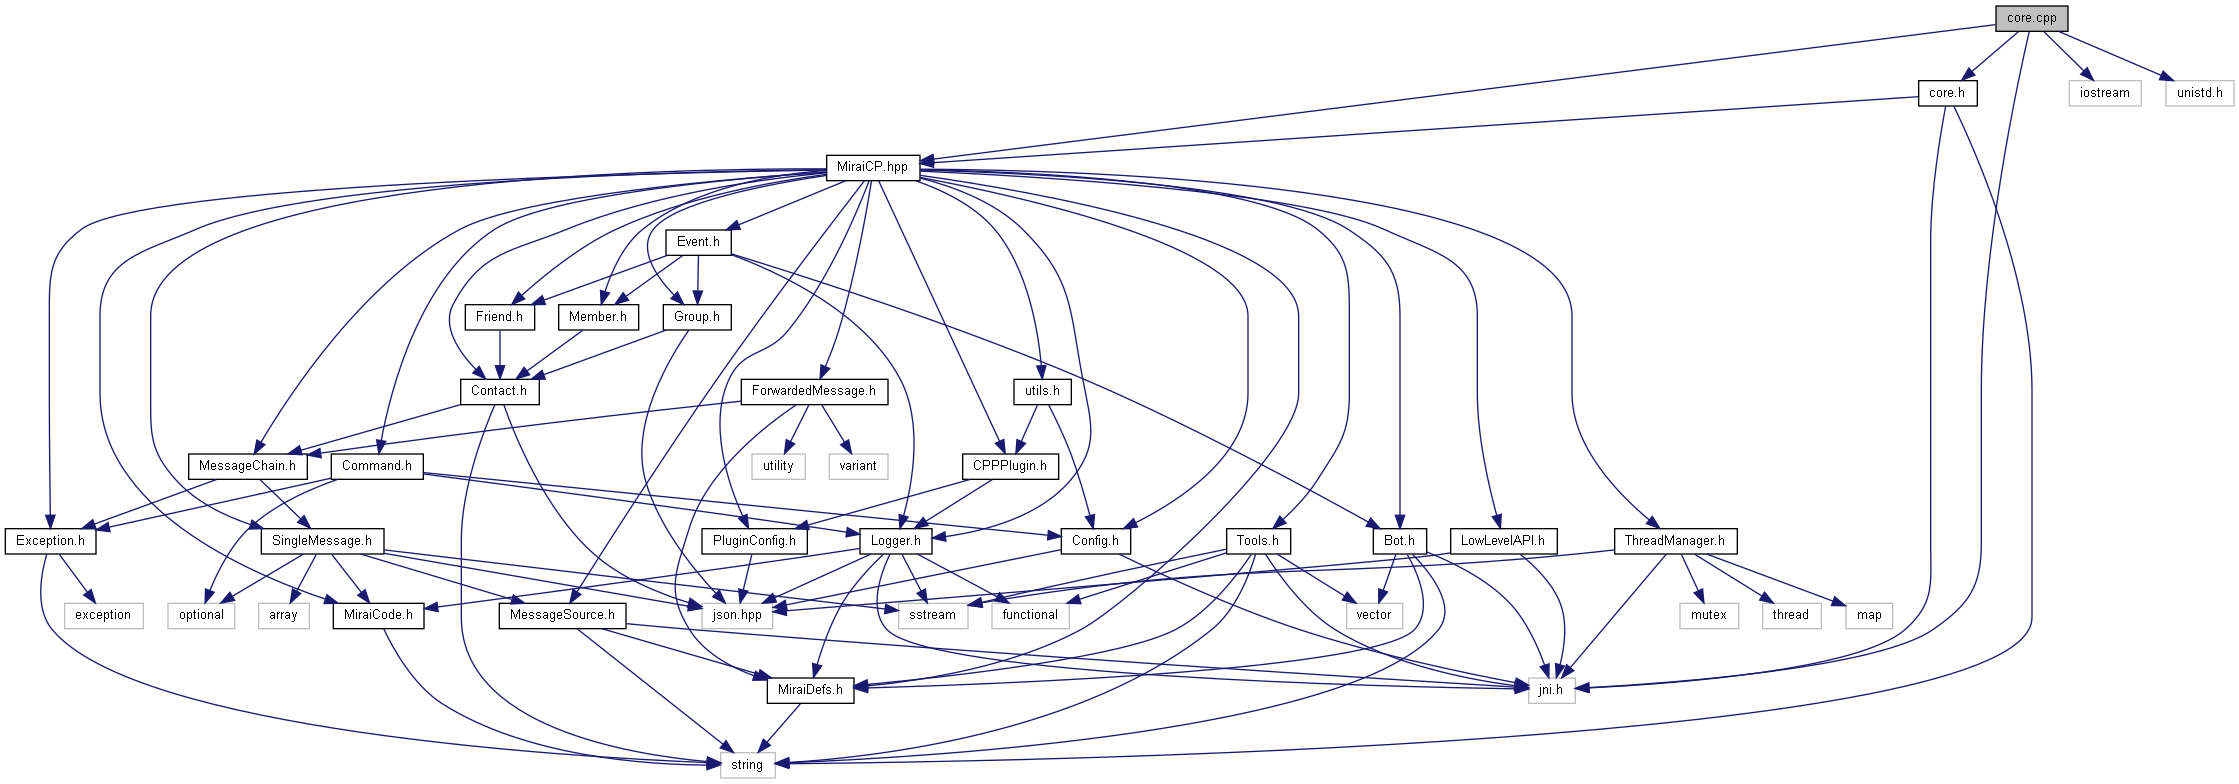 core.cpp
core.h
iostream
unistd.h
MiraiCP.hpp
Event.h
Friend.h
Member.h
Group.h
Contact.h
ForwardedMessage.h
utils.h
MessageChain.h
Command.h
utility
variant
CPPPlugin.h
Exception.h
SingleMessage.h
PluginConfig.h
Logger.h
Config.h
Tools.h
Bot.h
LowLevelAPI.h
ThreadManager.h
exception
optional
array
MiraiCode.h
MessageSource.h
json.hpp
sstream
functional
vector
mutex
thread
map
MiraiDefs.h
jni.h
string